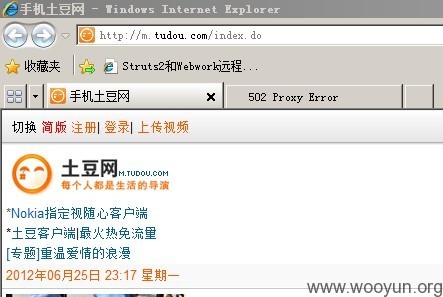 手机土豆网 - Windows Internet Explorer
http://m.tudou.com/index.do
收藏夹 Struts2和Webwork远程...
手机土豆网 502 Proxy Error
切换 简版 注册| 登录| 上传视频
土豆网M.TUDOU.COM
每个人都是生活的导演
*Nokia指定视随心客户端
*土豆客户端|最火热免流量
[专题]重温爱情的浪漫
2012年06月25日 23:17 星期一
www.wooyun.org